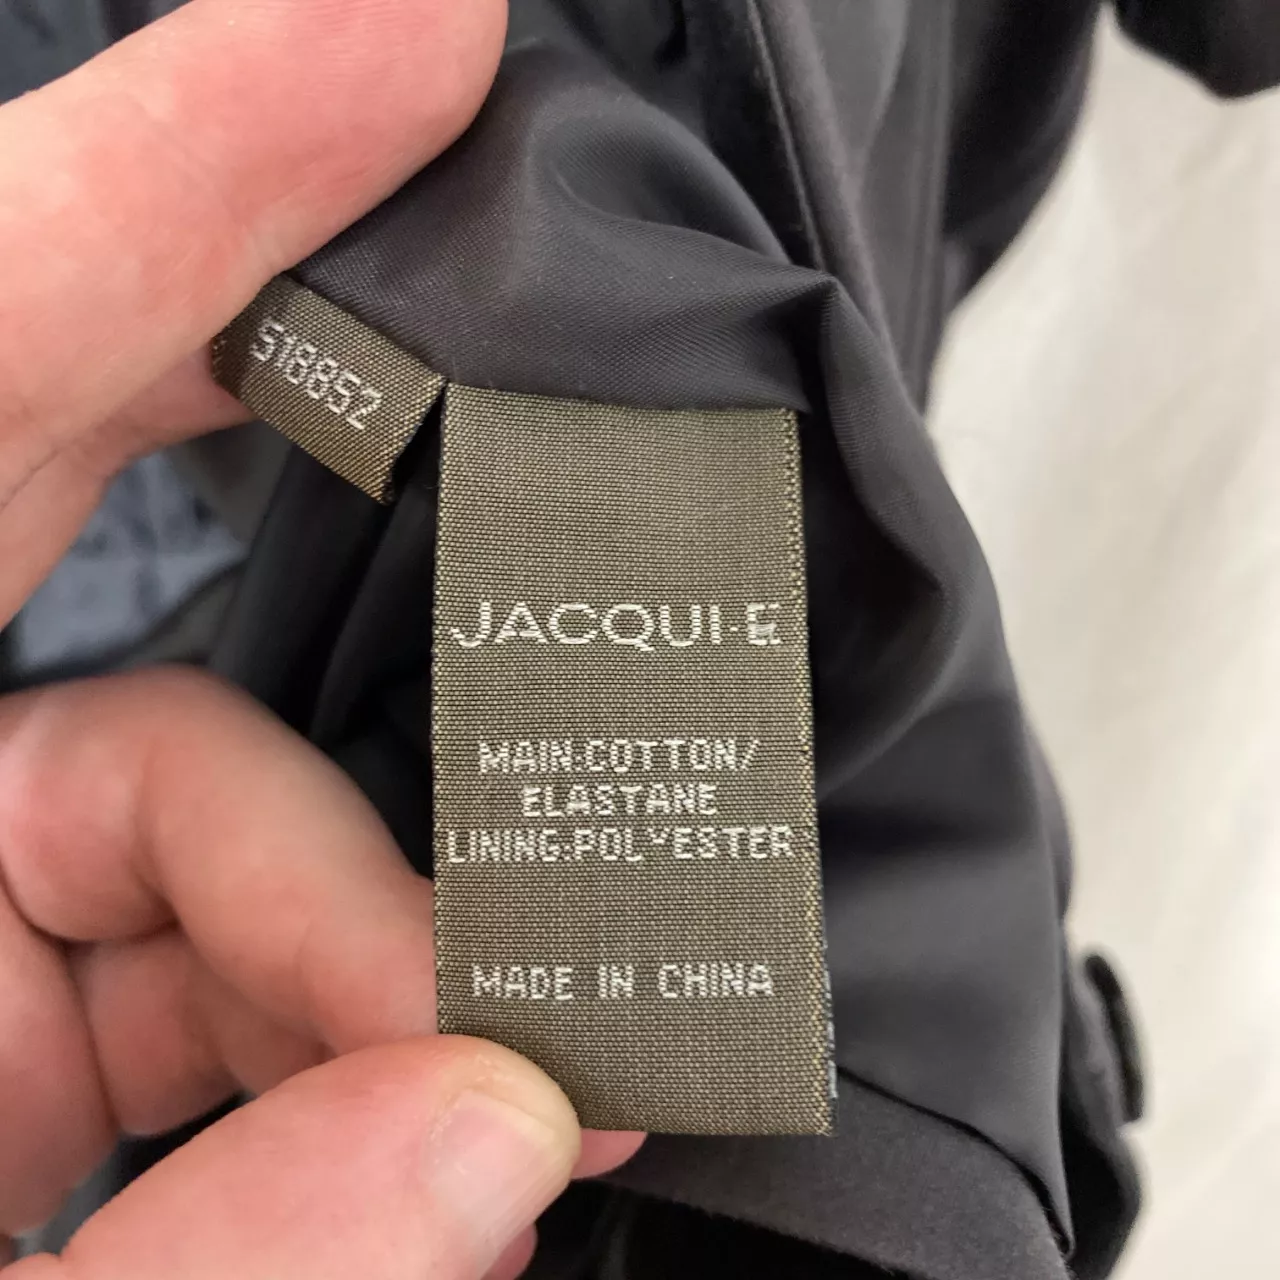 518852
JACQUI·E
MAIN:COTTON/
ELASTANE
LINING:POLYESTER
MADE IN CHINA